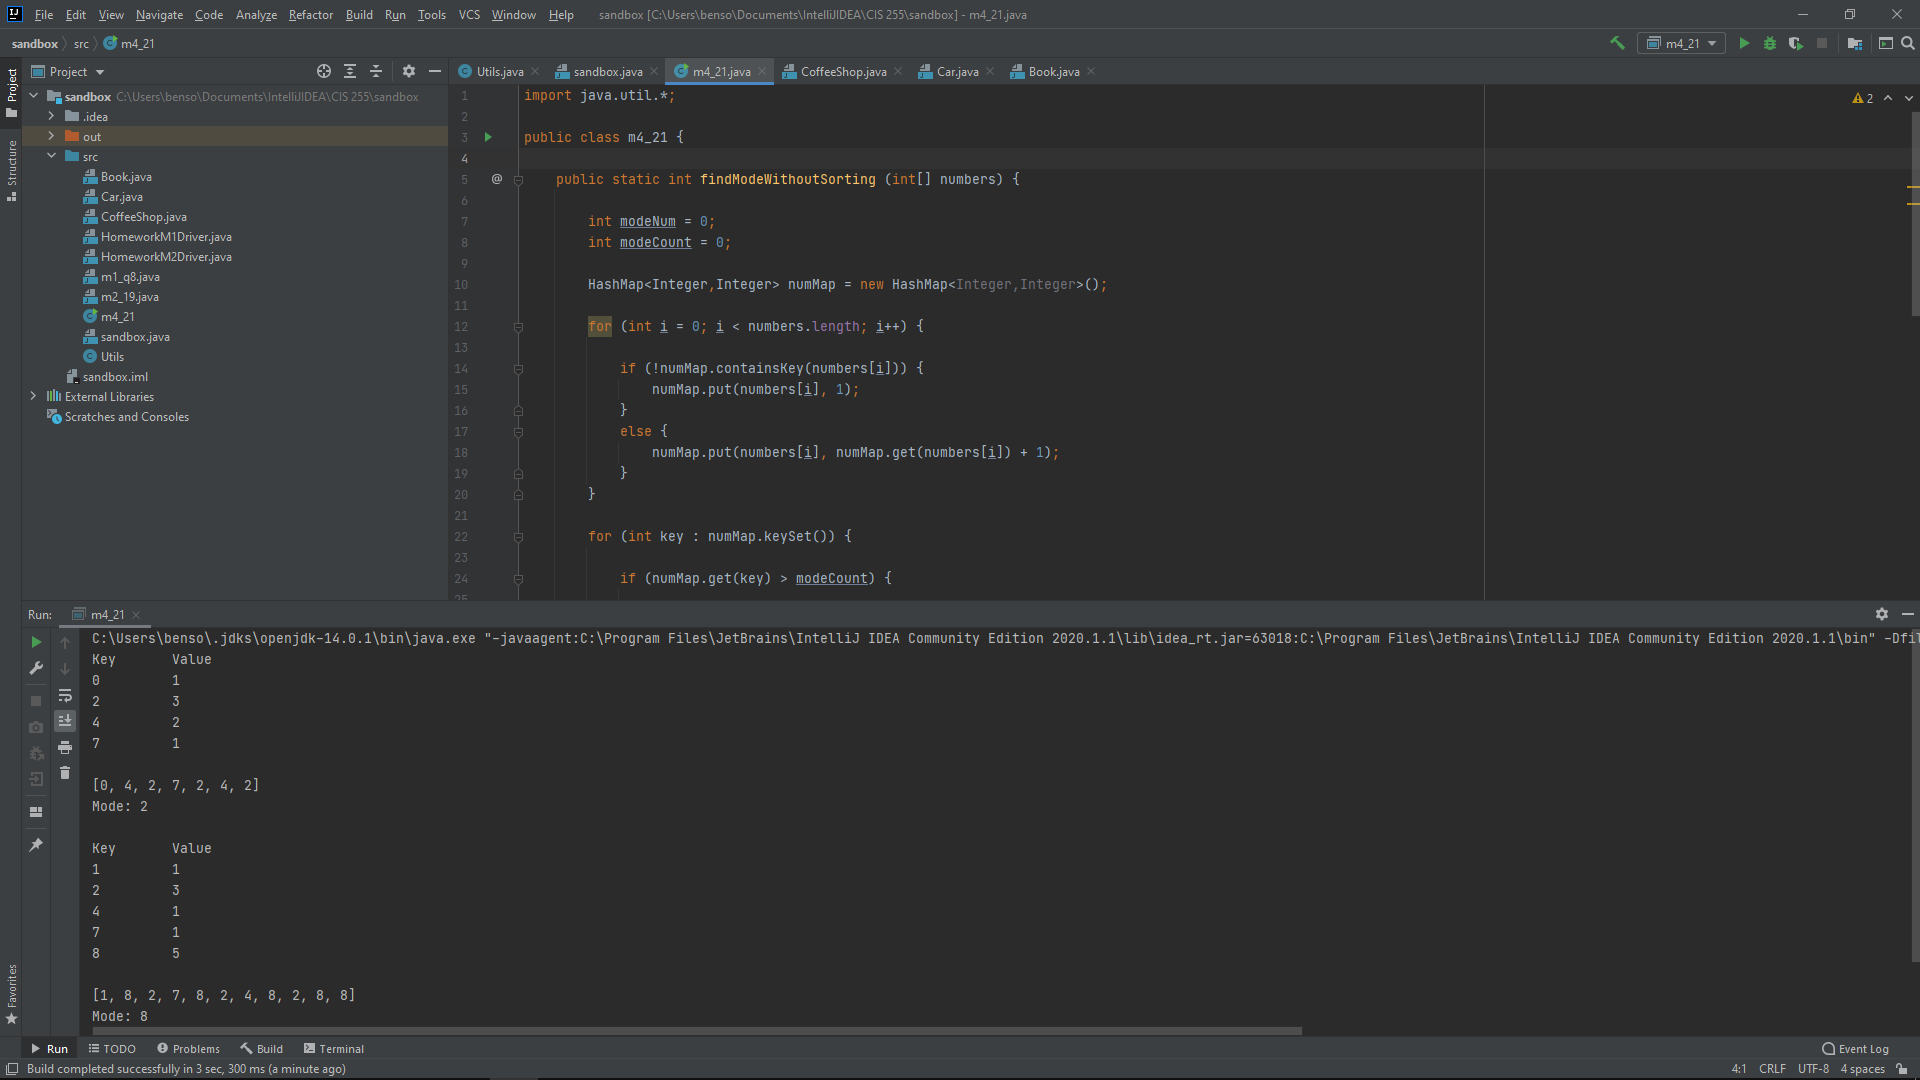 File Edit View Navigate Code Analyze Refactor Build Run Tools VCS Window Help sandbox [C:\Users\benso\Documents\IntelliJIDEA\CIS 255\sandbox] - m4_21.java
sandbox src m4_21 m4_21
Project Project Utils.java sandbox.java m4_21.java CoffeeShop.java Car.java Book.java
Structure
sandbox C:\Users\benso\Documents\IntelliJIDEA\CIS 255\sandbox
.idea
out
src
Book.java
Car.java
CoffeeShop.java
HomeworkM1Driver.java
HomeworkM2Driver.java
m1_q8.java
m2_19.java
m4_21
sandbox.java
Utils
sandbox.iml
External Libraries
Scratches and Consoles
2
1 import java.util.*;
2
3 public class m4_21 {
4
5 @ public static int findModeWithoutSorting (int[] numbers) {
6
7 int modeNum = 0;
8 int modeCount = 0;
9
10 HashMap<Integer,Integer> numMap = new HashMap<Integer,Integer>();
11
12 for (int i = 0; i < numbers.length; i++) {
13
14 if (!numMap.containsKey(numbers[i])) {
15 numMap.put(numbers[i], 1);
16 }
17 else {
18 numMap.put(numbers[i], numMap.get(numbers[i]) + 1);
19 }
20 }
21
22 for (int key : numMap.keySet()) {
23
24 if (numMap.get(key) > modeCount) {
25
Run: m4_21
C:\Users\benso\.jdks\openjdk-14.0.1\bin\java.exe "-javaagent:C:\Program Files\JetBrains\IntelliJ IDEA Community Edition 2020.1.1\lib\idea_rt.jar=63018:C:\Program Files\JetBrains\IntelliJ IDEA Community Edition 2020.1.1\bin" -Dfil
Key Value
0 1
2 3
4 2
7 1
[0, 4, 2, 7, 2, 4, 2]
Mode: 2
Key Value
1 1
2 3
4 1
7 1
8 5
[1, 8, 2, 7, 8, 2, 4, 8, 2, 8, 8]
Mode: 8
Favorites
Run TODO Problems Build Terminal Event Log
Build completed successfully in 3 sec, 300 ms (a minute ago) 4:1 CRLF UTF-8 4 spaces